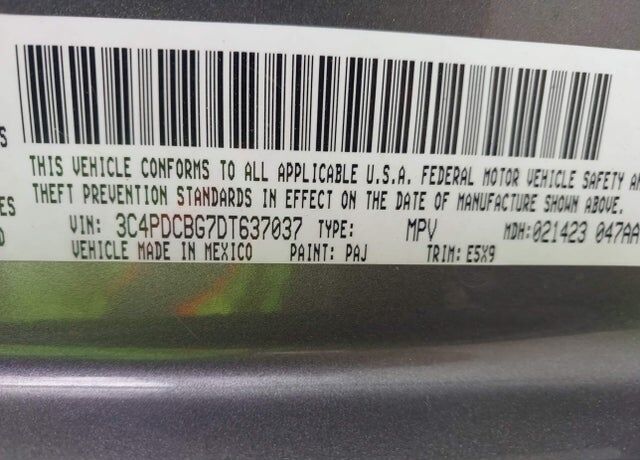 THIS VEHICLE CONFORMS TO ALL APPLICABLE U.S.A. FEDERAL MOTOR VEHICLE SAFETY
S
THEFT PREVENTION STANDARDS IN EFFECT ON THE DATE OF MANUFACTURE SHOWN ABOVE.
ES
VIN: 3C4PDCBG7DT637037 TYPE: MPV MDH:021423 047AA
D
VEHICLE MADE IN MEXICO PAINT: PAJ TRIM: E5X9